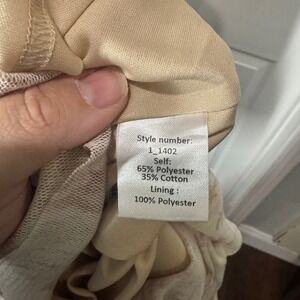 Style number:
1_1402
Self:
65% Polyester
35% Cotton
Lining :
100% Polyester